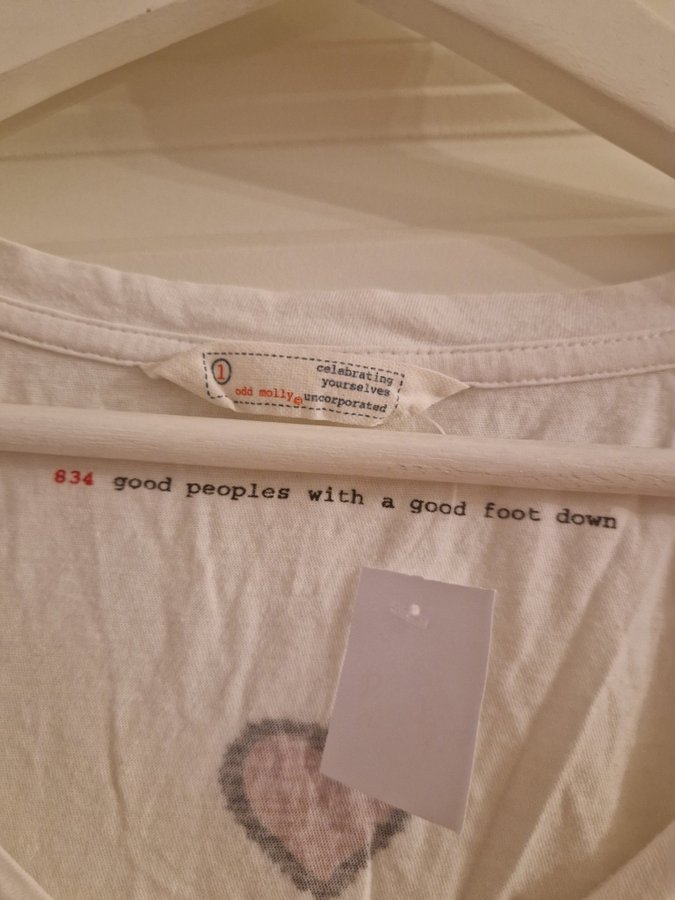 1
celebrating
yourselves
odd molly uncorporated
834 good peoples with a good foot down